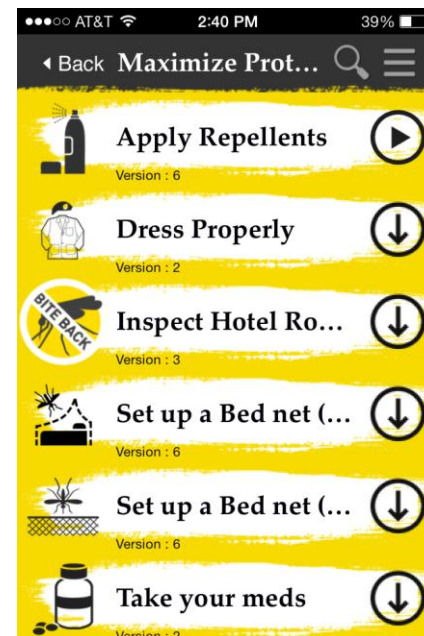 AT&T 2:40 PM 39%
Back Maximize Prot...
Apply Repellents
Version : 6
Dress Properly
Version : 2
BITE BACK
Inspect Hotel Ro...
Version : 3
Set up a Bed net (...
Version : 6
Set up a Bed net (...
Version : 6
Take your meds
Version : 2